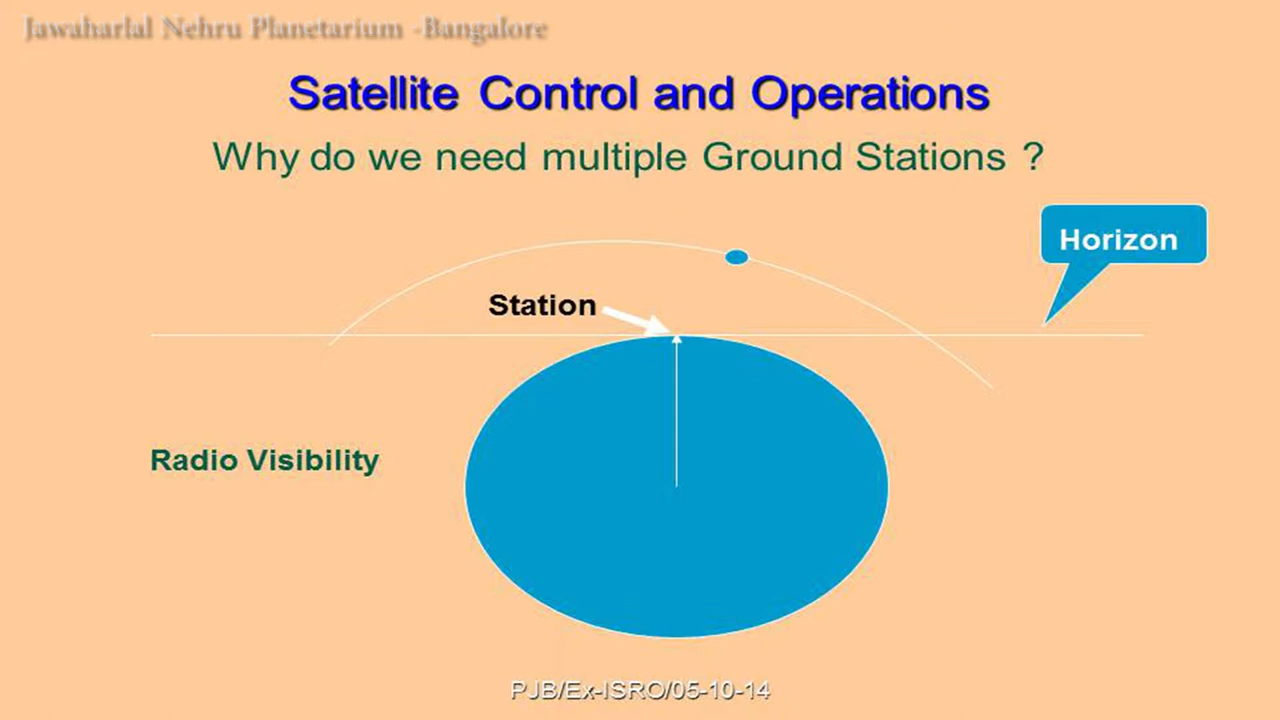 Jawaharlal Nehru Planetarium -Bangalore
Satellite Control and Operations
Why do we need multiple Ground Stations ?
Horizon
Station
Radio Visibility
PJB/Ex-ISRO/05-10-14